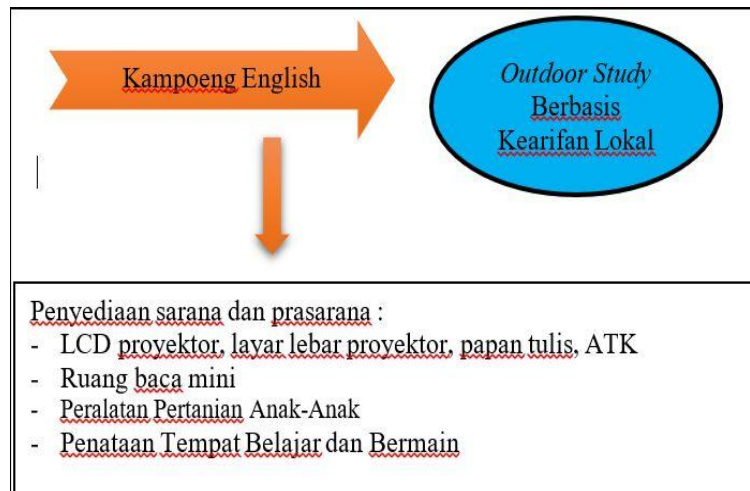 Kampoeng English
Outdoor Study
Berbasis
Kearifan Lokal
Penyediaan sarana dan prasarana :
- LCD proyektor, layar lebar proyektor, papan tulis, ATK
- Ruang baca mini
- Peralatan Pertanian Anak-Anak
- Penataan Tempat Belajar dan Bermain